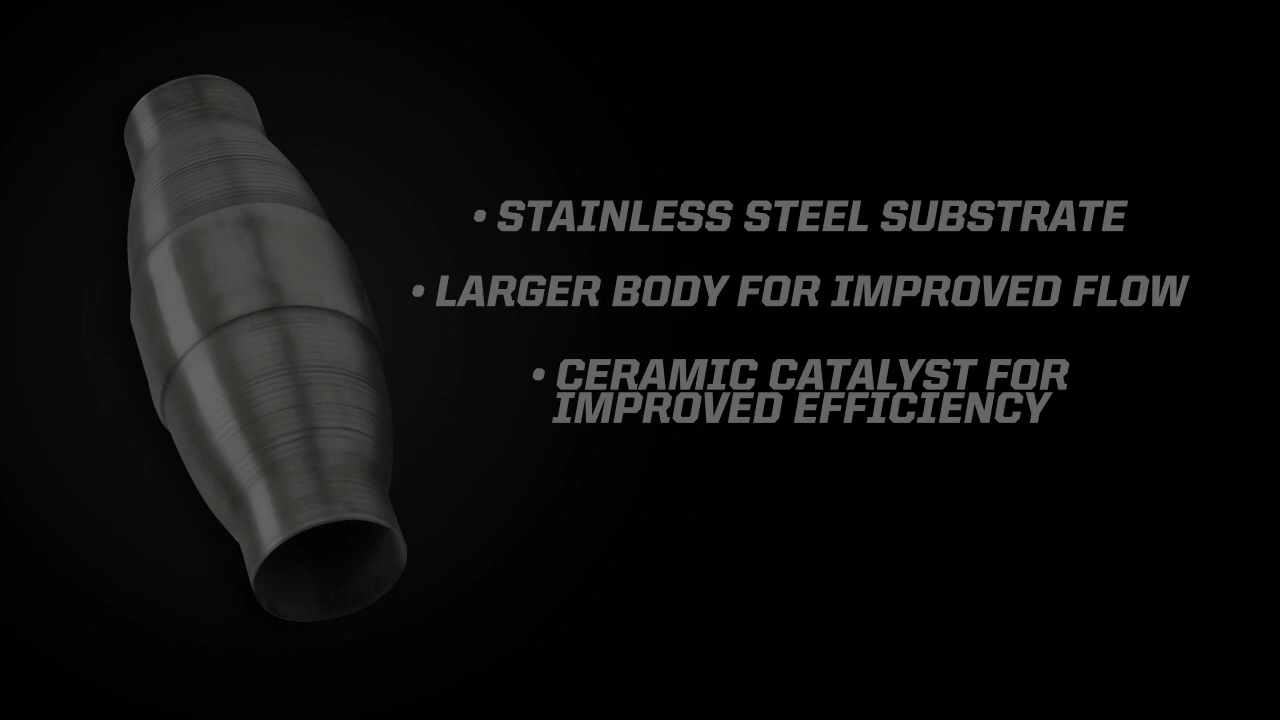 • STAINLESS STEEL SUBSTRATE
• LARGER BODY FOR IMPROVED FLOW
• CERAMIC CATALYST FOR
IMPROVED EFFICIENCY